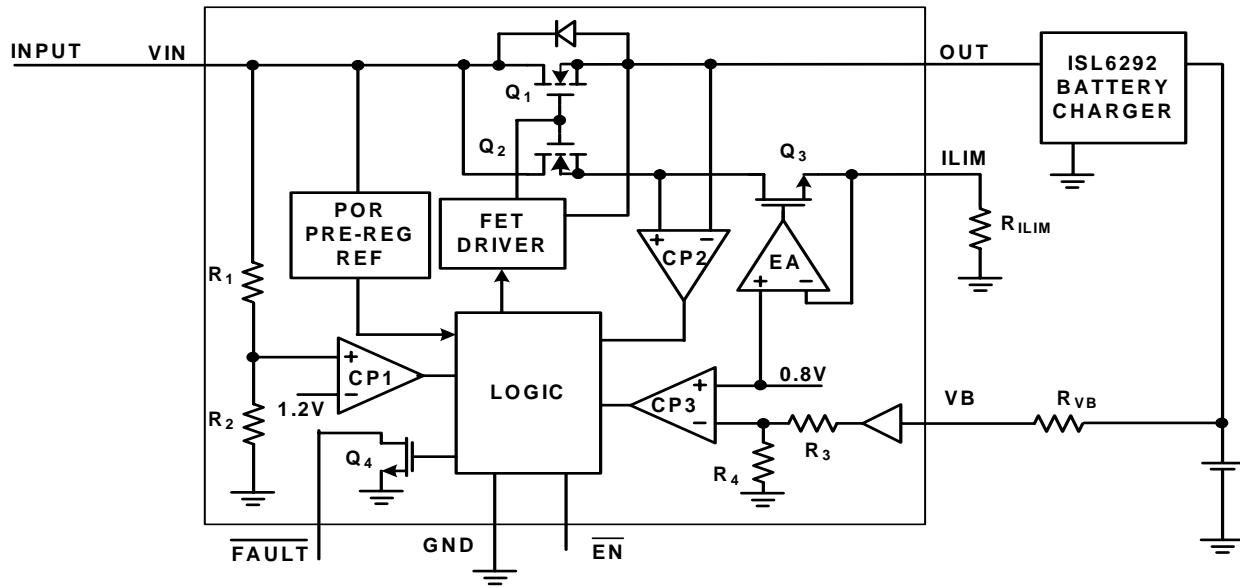 INPUT
VIN
OUT
ISL6292
BATTERY
CHARGER
Q1
Q2
Q3
ILIM
RILIM
POR
PRE-REG
REF
FET
DRIVER
+
−
CP2
EA
+
−
R1
+
CP1
−
1.2V
LOGIC
0.8V
+
CP3
−
VB
RVB
R2
R3
R4
Q4
FAULT
GND
EN